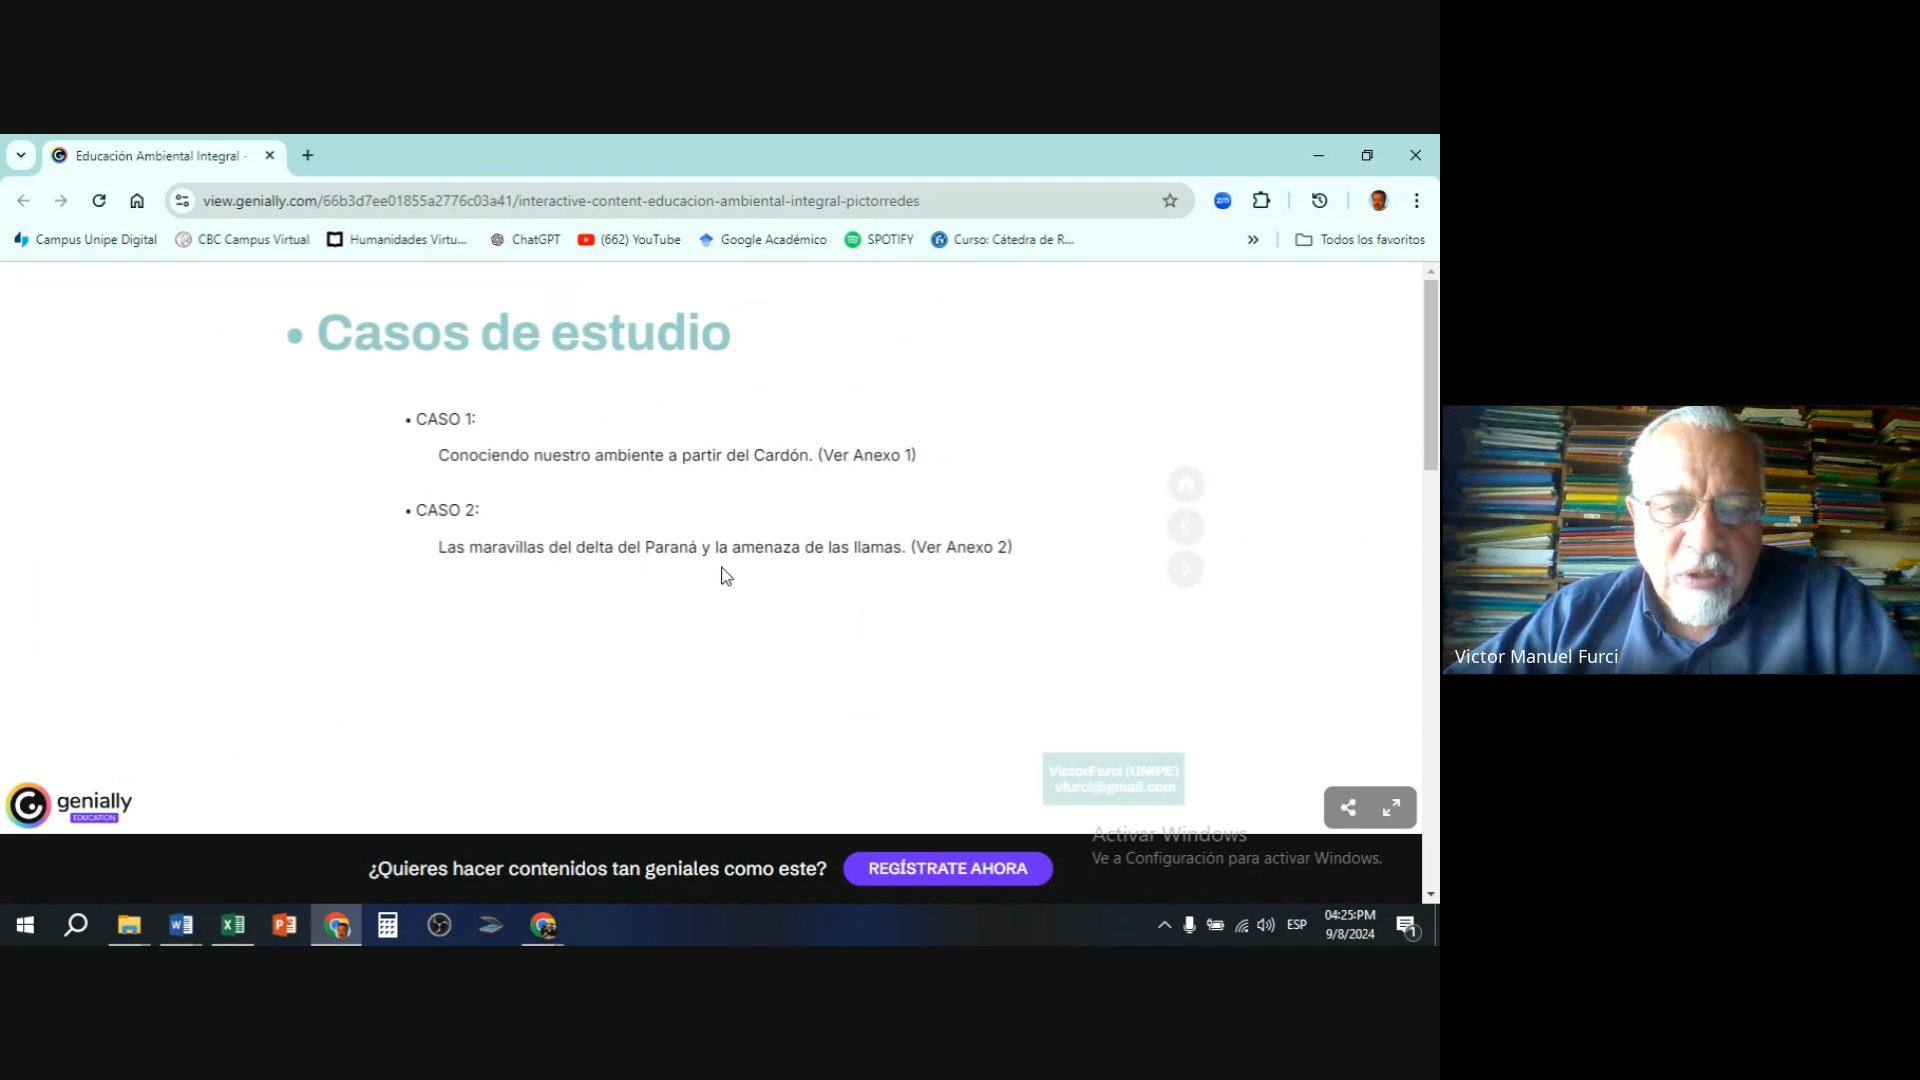 Educación Ambiental Integral -
view.genially.com/66b3d7ee01855a2776c03a41/interactive-content-educacion-ambiental-integral-pictorredes
zm
Campus Unipe Digital
CBC Campus Virtual
Humanidades Virtu...
ChatGPT
(662) YouTube
Google Académico
SPOTIFY
Curso: Cátedra de R...
Todos los favoritos
• Casos de estudio
• CASO 1:
Conociendo nuestro ambiente a partir del Cardón. (Ver Anexo 1)
• CASO 2:
Las maravillas del delta del Paraná y la amenaza de las llamas. (Ver Anexo 2)
Victor Manuel Furci
VictorFurci (UNIPE)
vfurci@gmail.com
genially
EDUCATION
Activar Windows
Ve a Configuración para activar Windows.
¿Quieres hacer contenidos tan geniales como este?
REGÍSTRATE AHORA
ESP
04:25:PM
9/8/2024
1